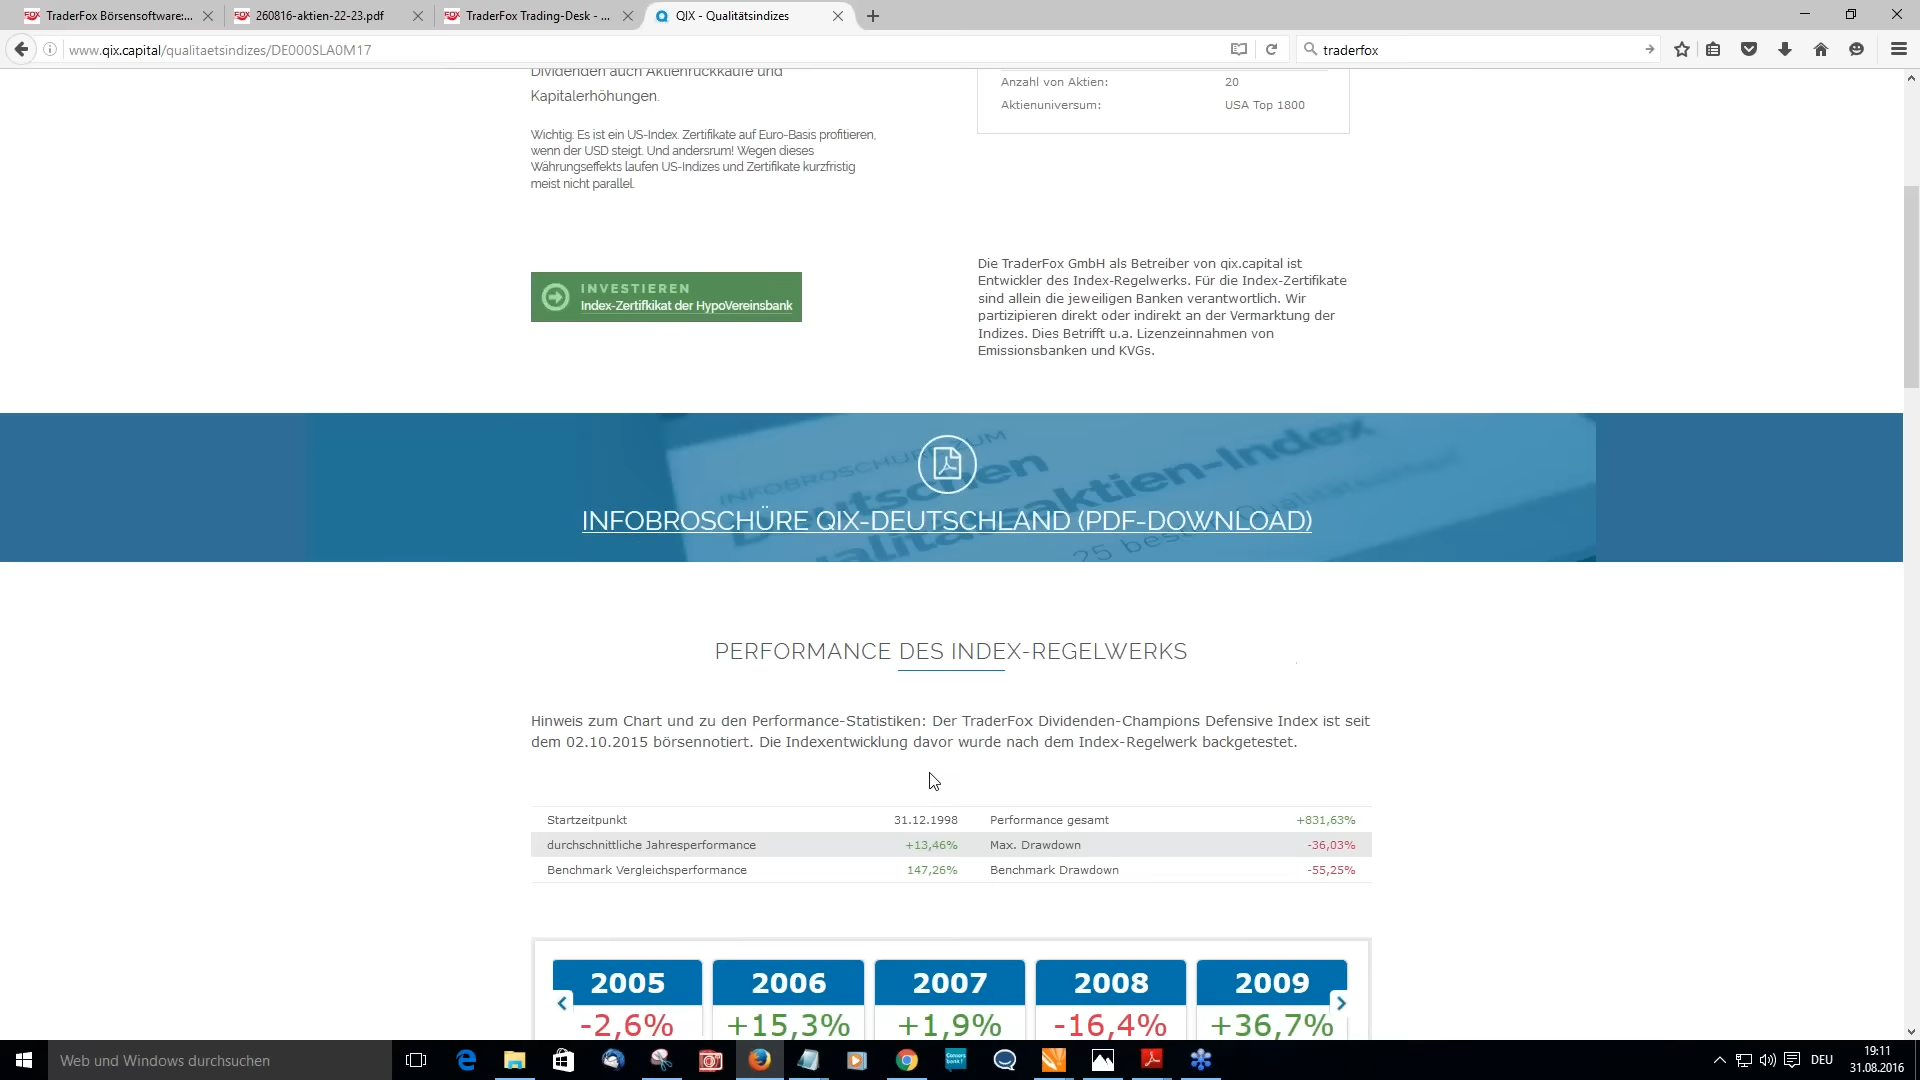 TraderFox Börsensoftware:...
260816-aktien-22-23.pdf
TraderFox Trading-Desk - ...
QIX - Qualitätsindizes
www.qix.capital/qualitaetsindizes/DE000SLA0M17
traderfox
Dividenden auch Aktienrückkäufe und
Kapitalerhöhungen.
Anzahl von Aktien: 20
Aktienuniversum: USA Top 1800
Wichtig: Es ist ein US-Index. Zertifikate auf Euro-Basis profitieren,
wenn der USD steigt. Und andersrum! Wegen dieses
Währungseffekts laufen US-Indizes und Zertifikate kurzfristig
meist nicht parallel.
INVESTIEREN
Index-Zertifkikat der HypoVereinsbank
Die TraderFox GmbH als Betreiber von qix.capital ist
Entwickler des Index-Regelwerks. Für die Index-Zertifikate
sind allein die jeweiligen Banken verantwortlich. Wir
partizipieren direkt oder indirekt an der Vermarktung der
Indizes. Dies Betrifft u.a. Lizenzeinnahmen von
Emissionsbanken und KVGs.
INFOBROSCHÜRE QIX-DEUTSCHLAND (PDF-DOWNLOAD)
PERFORMANCE DES INDEX-REGELWERKS
Hinweis zum Chart und zu den Performance-Statistiken: Der TraderFox Dividenden-Champions Defensive Index ist seit
dem 02.10.2015 börsennotiert. Die Indexentwicklung davor wurde nach dem Index-Regelwerk backgetestet.
Startzeitpunkt 31.12.1998 Performance gesamt +831,63%
durchschnittliche Jahresperformance +13,46% Max. Drawdown -36,03%
Benchmark Vergleichsperformance 147,26% Benchmark Drawdown -55,25%
2005 2006 2007 2008 2009
-2,6% +15,3% +1,9% -16,4% +36,7%
Web und Windows durchsuchen
DEU
19:11
31.08.2016